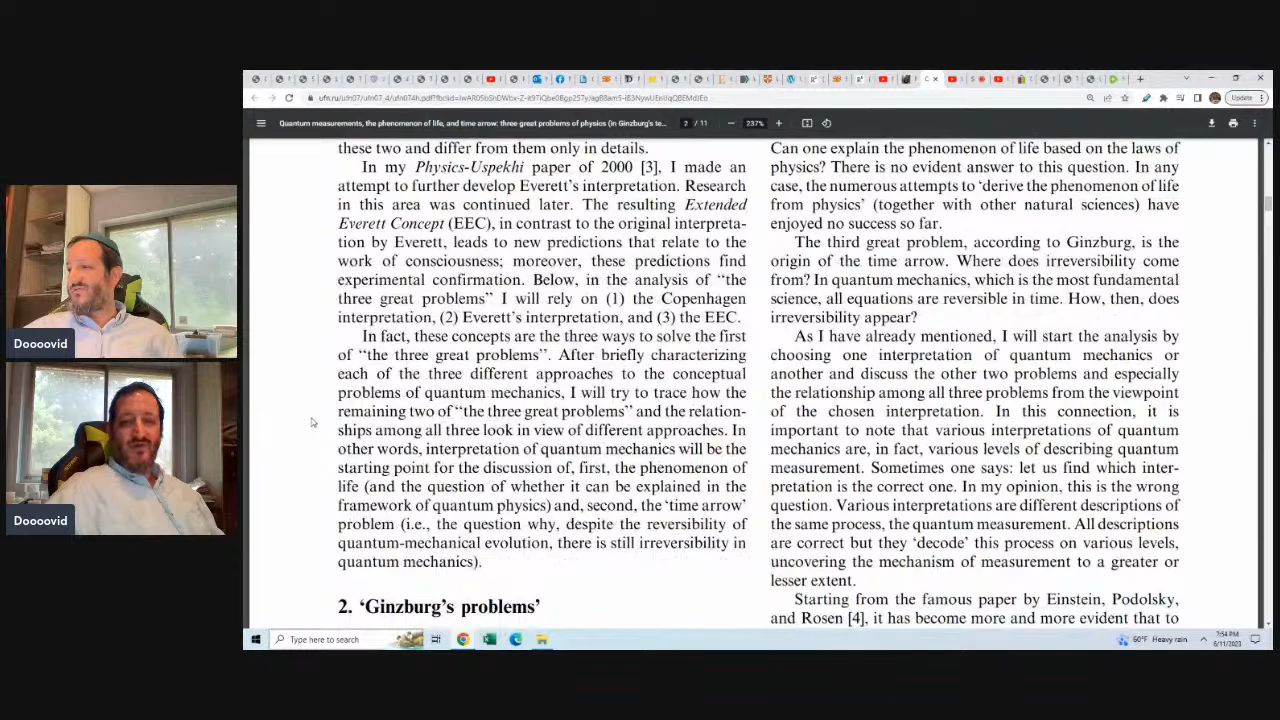 ufn.ru/ufn07/ufn07_4/ufn074h.pdf?fbclid=
Update
Quantum measurements, the phenomenon of life, and time arrow: three great problems of physics (in Ginzburg's te...
2 / 11
237%
these two and differ from them only in details.
In my Physics-Uspekhi paper of 2000 [3], I made an
attempt to further develop Everett's interpretation. Research
in this area was continued later. The resulting Extended
Everett Concept (EEC), in contrast to the original interpreta-
tion by Everett, leads to new predictions that relate to the
work of consciousness; moreover, these predictions find
experimental confirmation. Below, in the analysis of "the
three great problems" I will rely on (1) the Copenhagen
interpretation, (2) Everett's interpretation, and (3) the EEC.
In fact, these concepts are the three ways to solve the first
of "the three great problems". After briefly characterizing
each of the three different approaches to the conceptual
problems of quantum mechanics, I will try to trace how the
remaining two of "the three great problems" and the relation-
ships among all three look in view of different approaches. In
other words, interpretation of quantum mechanics will be the
starting point for the discussion of, first, the phenomenon of
life (and the question of whether it can be explained in the
framework of quantum physics) and, second, the 'time arrow'
problem (i.e., the question why, despite the reversibility of
quantum-mechanical evolution, there is still irreversibility in
quantum mechanics).
2. 'Ginzburg's problems'
Can one explain the phenomenon of life based on the laws of
physics? There is no evident answer to this question. In any
case, the numerous attempts to 'derive the phenomenon of life
from physics' (together with other natural sciences) have
enjoyed no success so far.
The third great problem, according to Ginzburg, is the
origin of the time arrow. Where does irreversibility come
from? In quantum mechanics, which is the most fundamental
science, all equations are reversible in time. How, then, does
irreversibility appear?
As I have already mentioned, I will start the analysis by
choosing one interpretation of quantum mechanics or
another and discuss the other two problems and especially
the relationship among all three problems from the viewpoint
of the chosen interpretation. In this connection, it is
important to note that various interpretations of quantum
mechanics are, in fact, various levels of describing quantum
measurement. Sometimes one says: let us find which inter-
pretation is the correct one. In my opinion, this is the wrong
question. Various interpretations are different descriptions of
the same process, the quantum measurement. All descriptions
are correct but they 'decode' this process on various levels,
uncovering the mechanism of measurement to a greater or
lesser extent.
Starting from the famous paper by Einstein, Podolsky,
and Rosen [4], it has become more and more evident that to
Doooovid
Doooovid
Type here to search
60°F Heavy rain
7:54 PM
6/11/2023